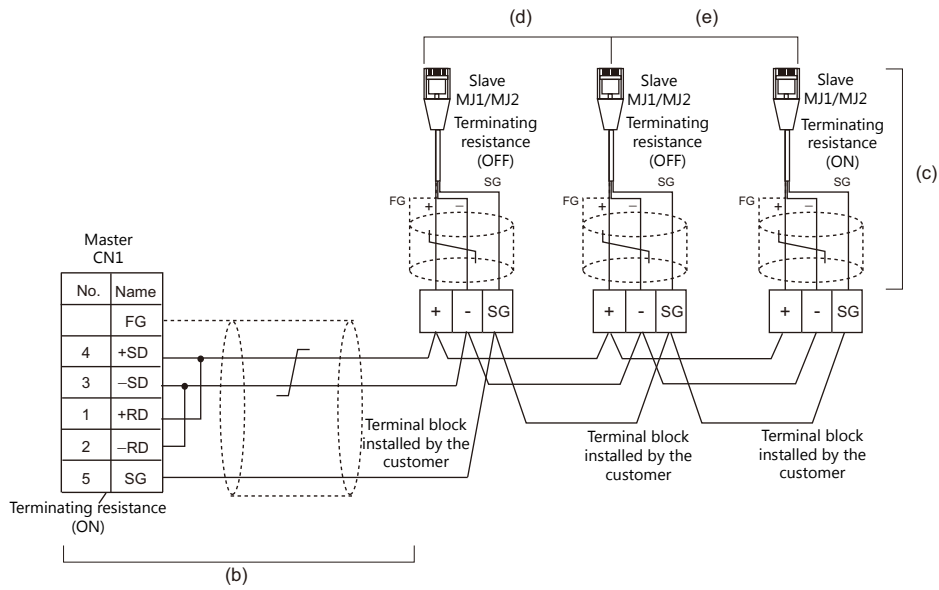 (d)
(e)
Slave
MJ1/MJ2
Terminating
resistance
(OFF)
SG
FG
+
−
Slave
MJ1/MJ2
Terminating
resistance
(OFF)
SG
FG
+
−
Slave
MJ1/MJ2
Terminating
resistance
(ON)
SG
FG
+
−
(c)
+ - SG
+ - SG
+ - SG
Master
CN1
No. Name
FG
4 +SD
3 −SD
1 +RD
2 −RD
5 SG
Terminating resistance
(ON)
Terminal block
installed by the
customer
Terminal block
installed by the
customer
Terminal block
installed by the
customer
(b)